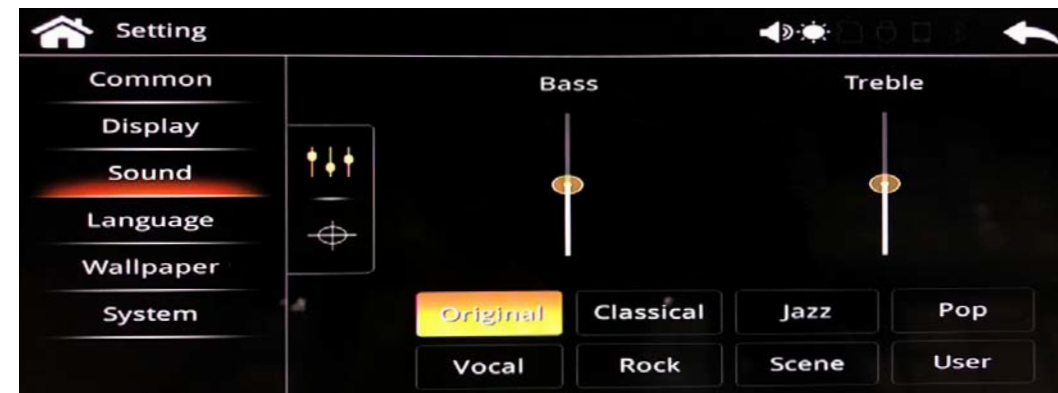 Setting
Common
Display
Sound
Language
Wallpaper
System
Bass Treble
Original Classical Jazz Pop
Vocal Rock Scene User